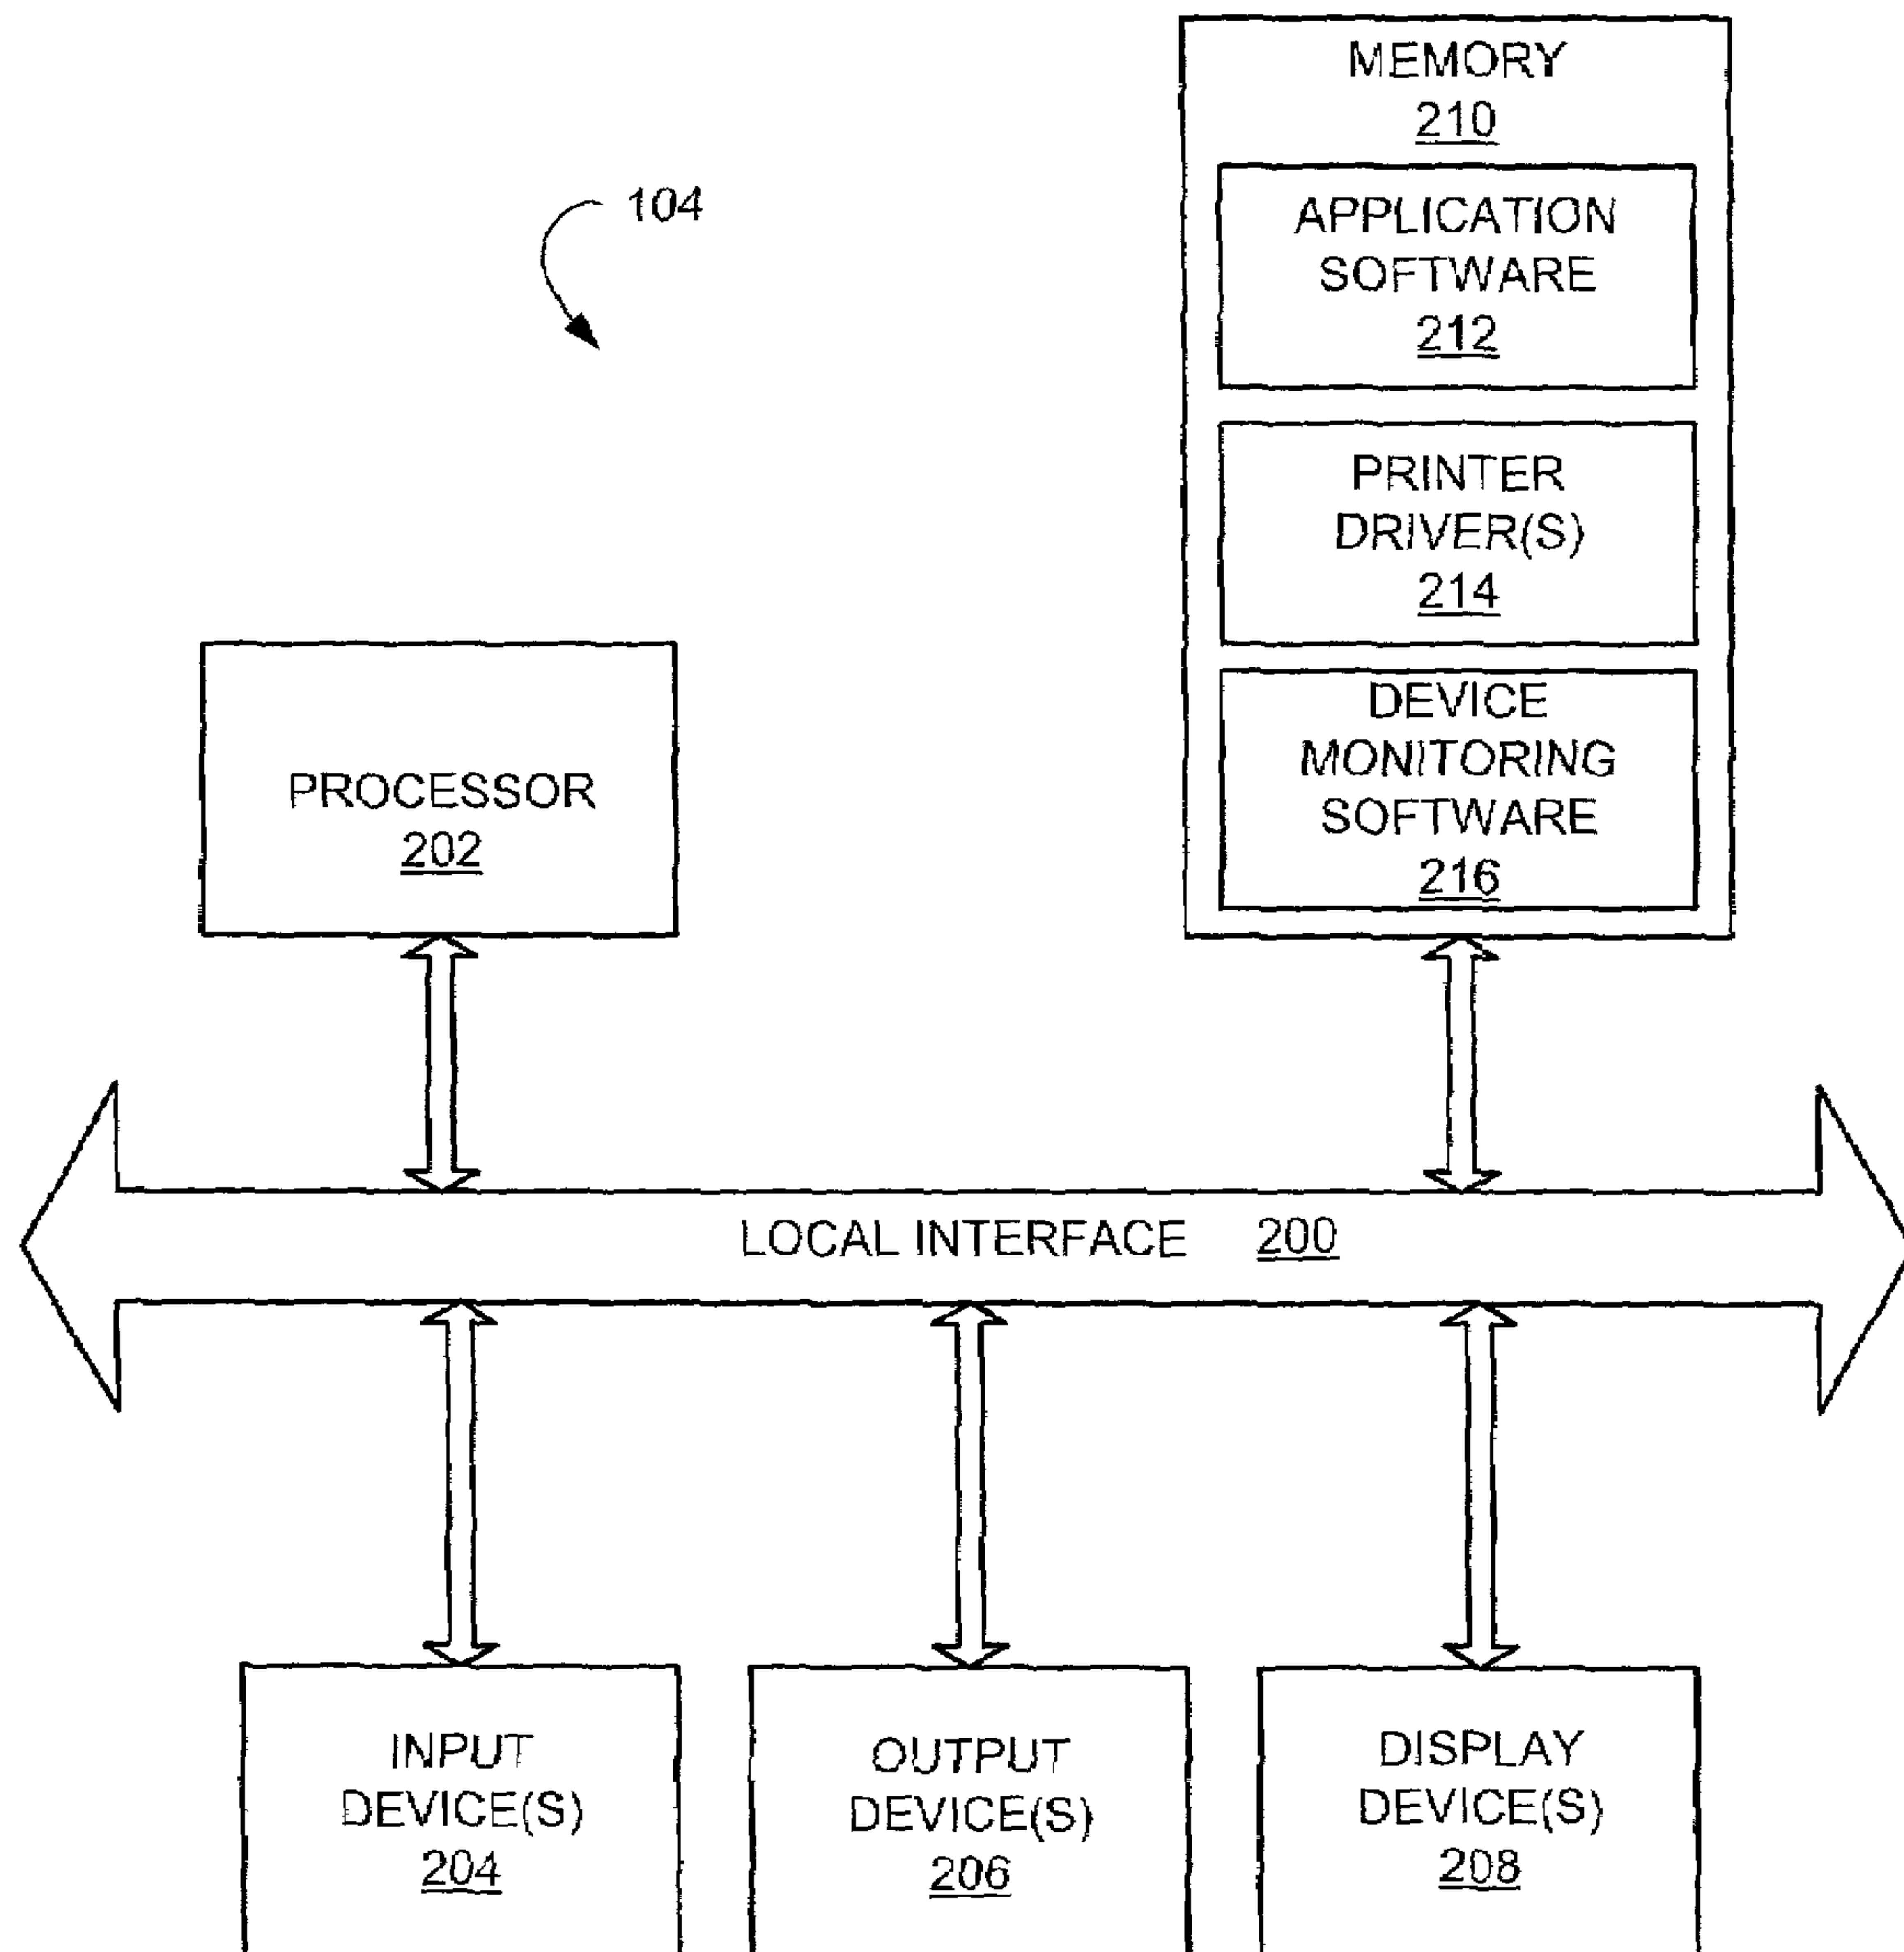 MEMORY
210
APPLICATION
SOFTWARE
212
104
PRINTER
DRIVER(S)
214
DEVICE
MONITORING
SOFTWARE
216
PROCESSOR
202
LOCAL INTERFACE 200
INPUT
DEVICE(S)
204
OUTPUT
DEVICE(S)
206
DISPLAY
DEVICE(S)
208